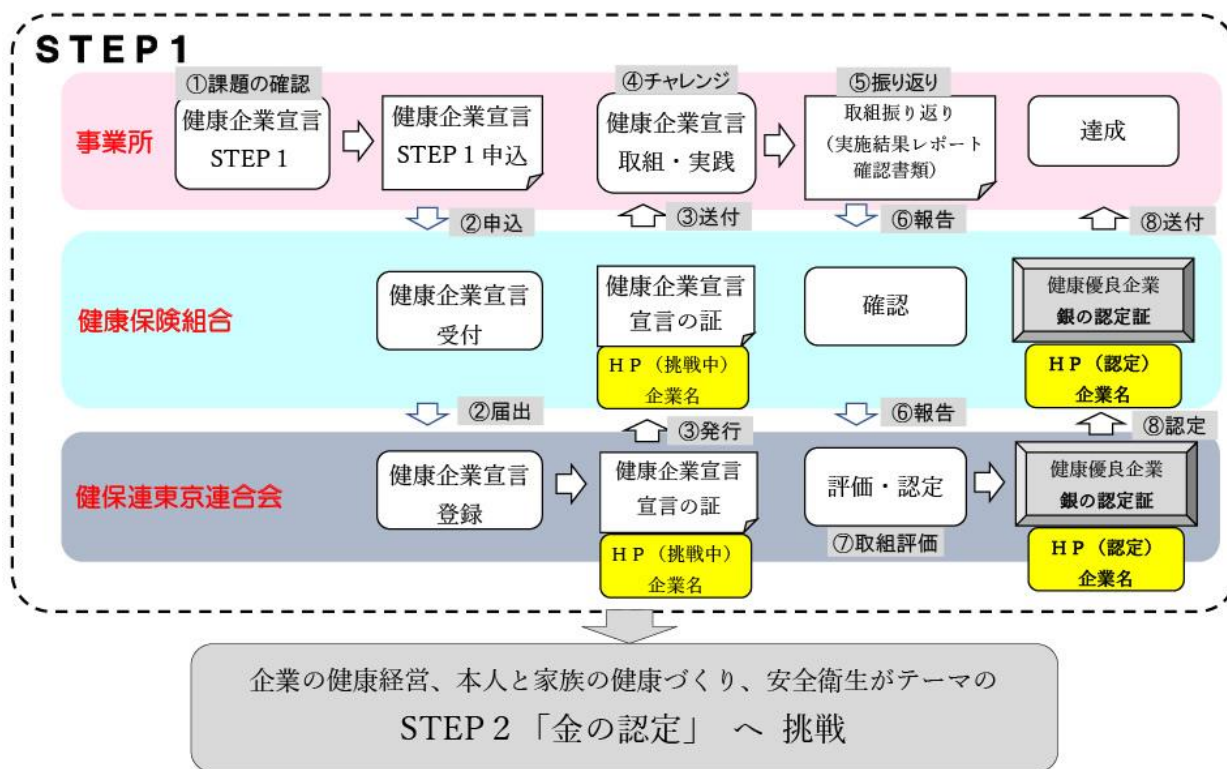 STEP1
①課題の確認
④チャレンジ
⑤振り返り
事業所
健康企業宣言
STEP1
健康企業宣言
STEP1申込
健康企業宣言
取組・実践
取組振り返り
（実施結果レポート
確認書類）
達成
②申込
③送付
⑥報告
⑧送付
健康保険組合
健康企業宣言
受付
健康企業宣言
宣言の証
HP（挑戦中）
企業名
確認
健康優良企業
銀の認定証
HP（認定）
企業名
②届出
③発行
⑥報告
⑧認定
健保連東京連合会
健康企業宣言
登録
健康企業宣言
宣言の証
HP（挑戦中）
企業名
評価・認定
⑦取組評価
健康優良企業
銀の認定証
HP（認定）
企業名
企業の健康経営、本人と家族の健康づくり、安全衛生がテーマの
STEP2「金の認定」 へ 挑戦